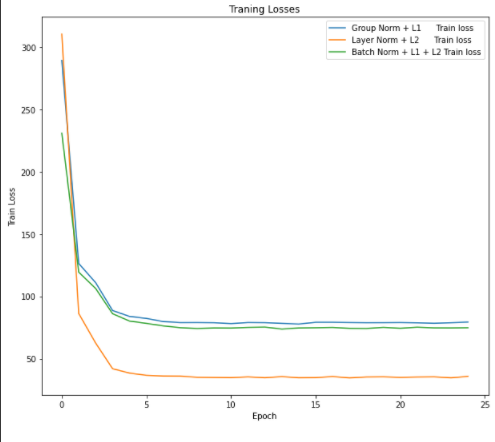 Traning Losses
Group Norm + L1 Train loss
Layer Norm + L2 Train loss
Batch Norm + L1 + L2 Train loss
300
250
200
150
100
50
Train Loss
0 5 10 15 20 25
Epoch